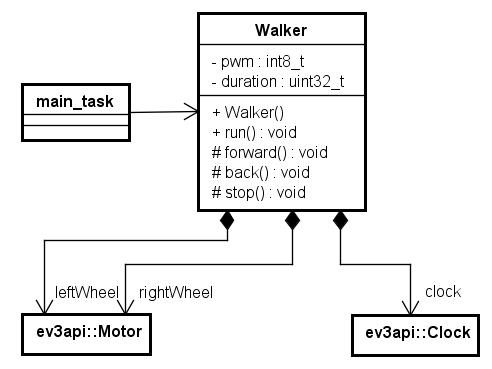 Walker
- pwm : int8_t
- duration : uint32_t
main_task
+ Walker()
+ run() : void
# forward() : void
# back() : void
# stop() : void
leftWheel
rightWheel
clock
ev3api::Motor
ev3api::Clock